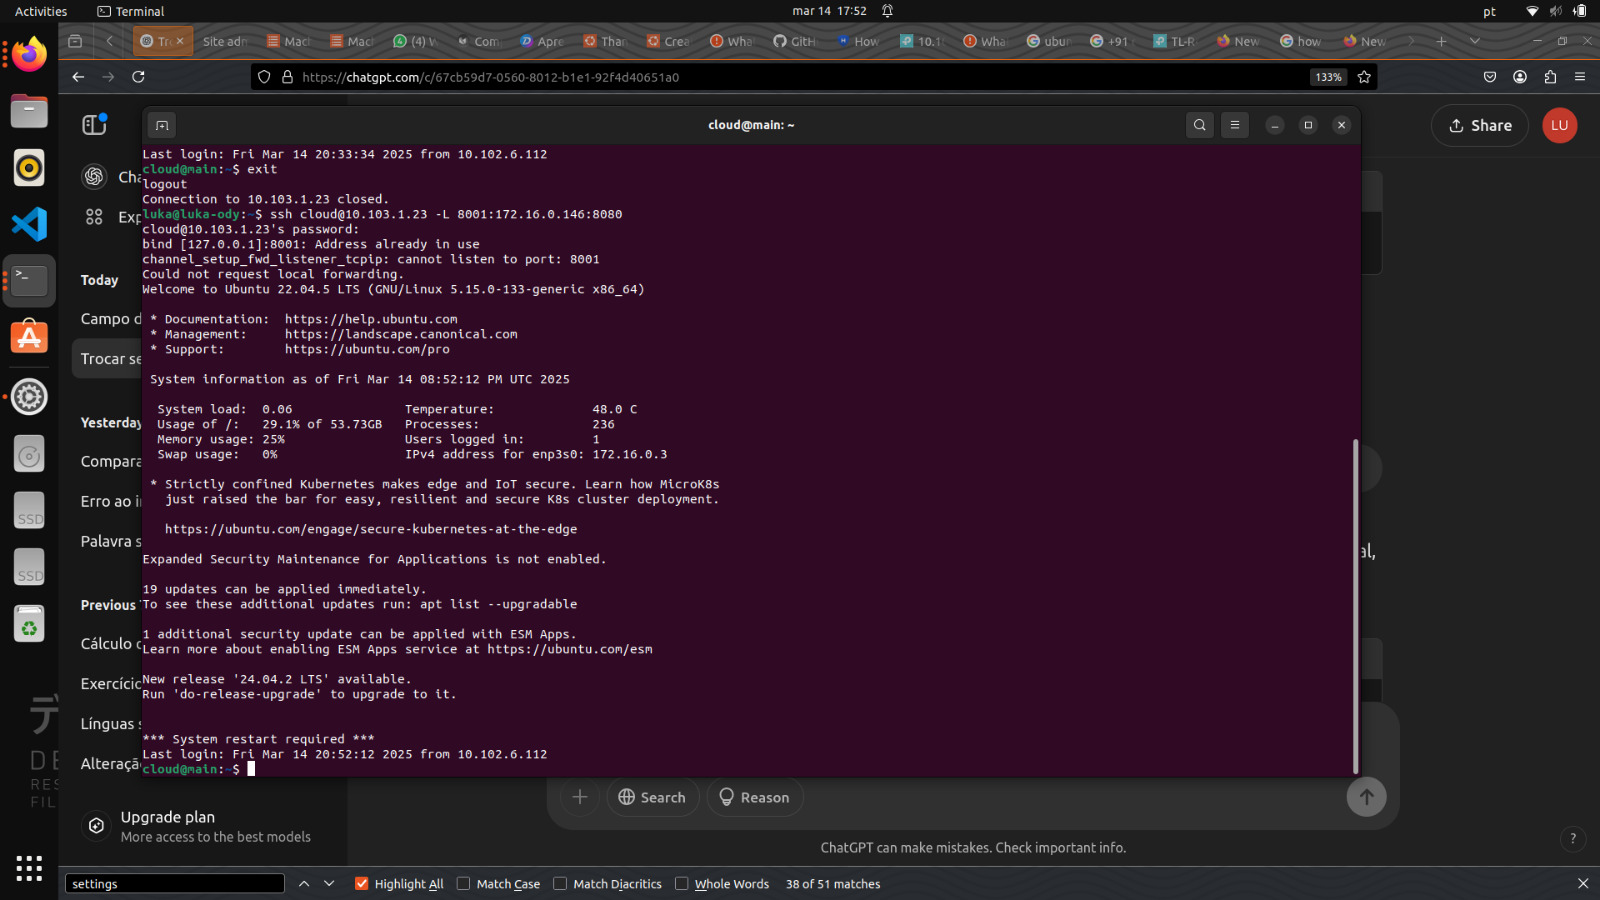 Activities
Terminal
mar 14 17:52
pt
Tr
Site adn
Macl
Mac
(4) V
Com
Apre
Than
Crea
Wha
GitH
How
10.1
Wha
ubun
+91
TL-R
New
how
New
https://chatgpt.com/c/67cb59d7-0560-8012-b1e1-92f4d40651a0
133%
cloud@main: ~
Share
LU
Cha
Exp
Today
Campo d
Trocar se
Yesterday
Compara
Erro ao i
Palavra s
Previous
Cálculo
Exercício
Línguas s
Alteraçã
Upgrade plan
More access to the best models
Last login: Fri Mar 14 20:33:34 2025 from 10.102.6.112
cloud@main:~$ exit
logout
Connection to 10.103.1.23 closed.
luka@luka-ody:~$ ssh cloud@10.103.1.23 -L 8001:172.16.0.146:8080
cloud@10.103.1.23's password:
bind [127.0.0.1]:8001: Address already in use
channel_setup_fwd_listener_tcpip: cannot listen to port: 8001
Could not request local forwarding.
Welcome to Ubuntu 22.04.5 LTS (GNU/Linux 5.15.0-133-generic x86_64)
* Documentation: https://help.ubuntu.com
* Management: https://landscape.canonical.com
* Support: https://ubuntu.com/pro
System information as of Fri Mar 14 08:52:12 PM UTC 2025
System load: 0.06 Temperature: 48.0 C
Usage of /: 29.1% of 53.73GB Processes: 236
Memory usage: 25% Users logged in: 1
Swap usage: 0% IPv4 address for enp3s0: 172.16.0.3
* Strictly confined Kubernetes makes edge and IoT secure. Learn how MicroK8s
just raised the bar for easy, resilient and secure K8s cluster deployment.
https://ubuntu.com/engage/secure-kubernetes-at-the-edge
Expanded Security Maintenance for Applications is not enabled.
19 updates can be applied immediately.
To see these additional updates run: apt list --upgradable
1 additional security update can be applied with ESM Apps.
Learn more about enabling ESM Apps service at https://ubuntu.com/esm
New release '24.04.2 LTS' available.
Run 'do-release-upgrade' to upgrade to it.
*** System restart required ***
Last login: Fri Mar 14 20:52:12 2025 from 10.102.6.112
cloud@main:~$
al,
SSD
SSD
デ
DE
RES
FIL
Search
Reason
ChatGPT can make mistakes. Check important info.
?
settings
Highlight All
Match Case
Match Diacritics
Whole Words
38 of 51 matches